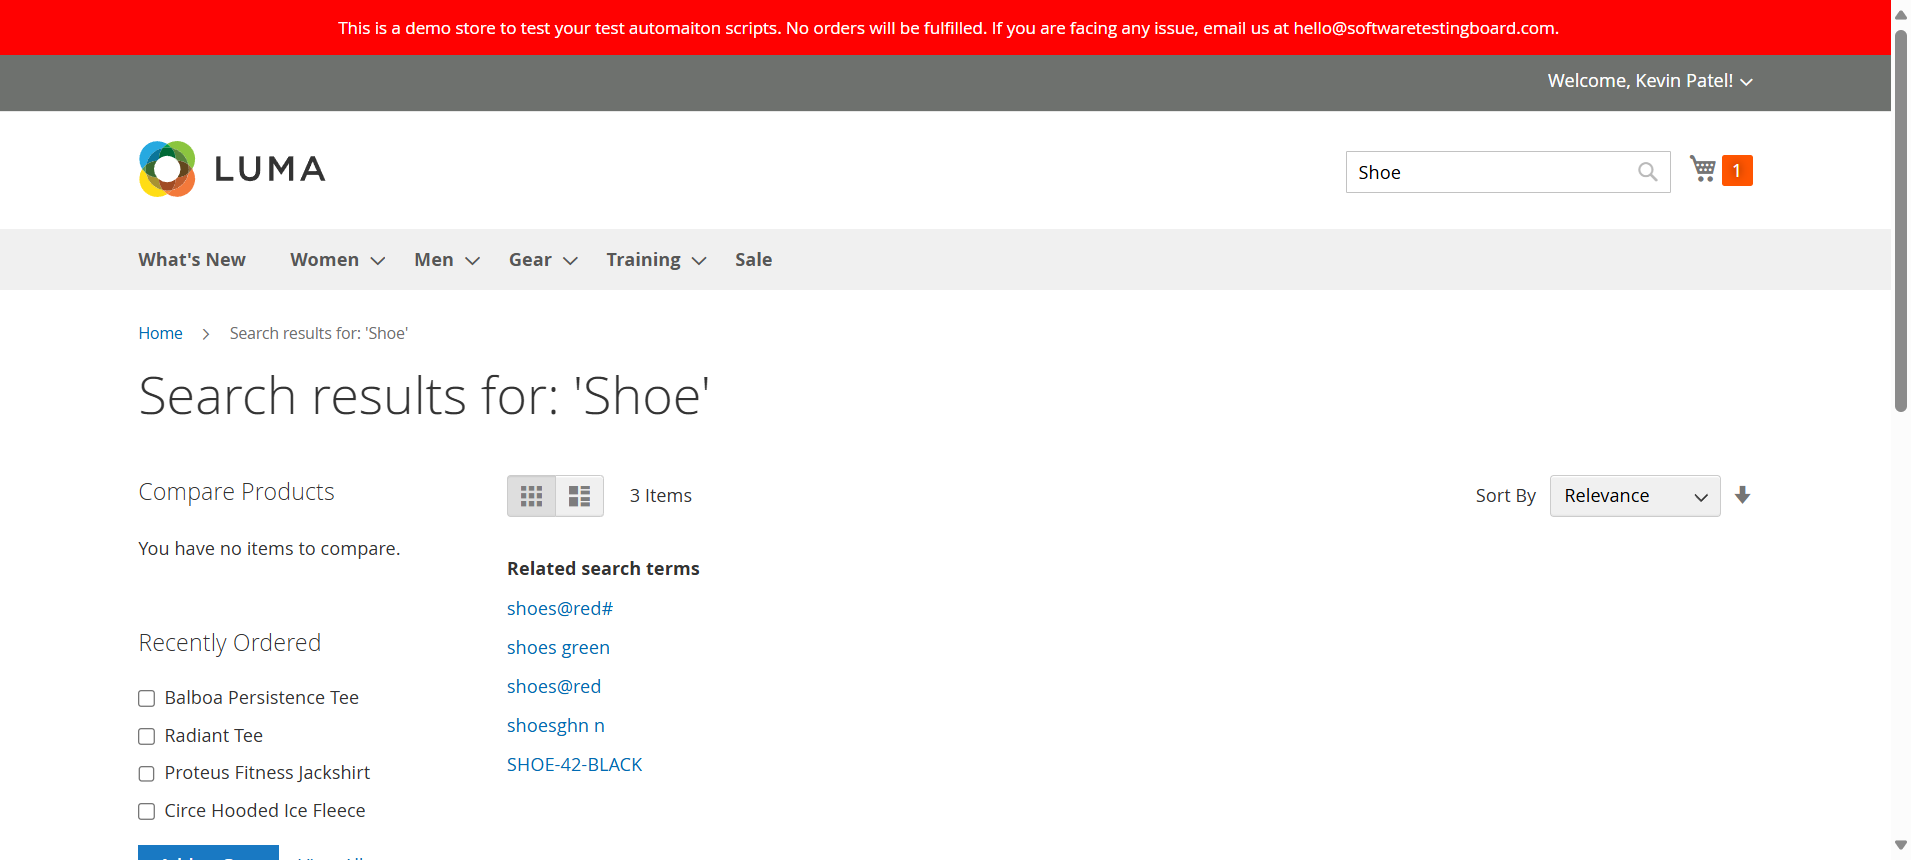 This is a demo store to test your test automaiton scripts. No orders will be fulfilled. If you are facing any issue, email us at hello@softwaretestingboard.com.
Welcome, Kevin Patel!
LUMA
Shoe
1
What's New Women Men Gear Training Sale
Home Search results for: 'Shoe'
Search results for: 'Shoe'
Compare Products
You have no items to compare.
Recently Ordered
Balboa Persistence Tee
Radiant Tee
Proteus Fitness Jackshirt
Circe Hooded Ice Fleece
3 Items
Sort By Relevance
Related search terms
shoes@red#
shoes green
shoes@red
shoesghn n
SHOE-42-BLACK